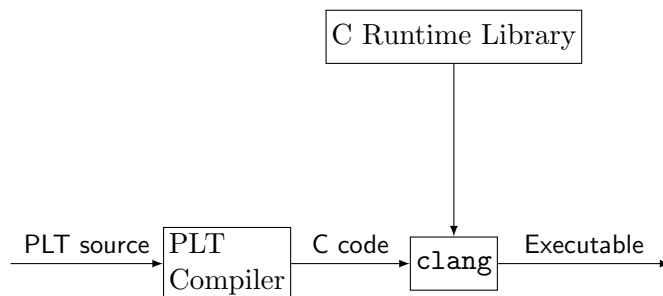 C Runtime Library
PLT source
PLT
Compiler
C code
clang
Executable